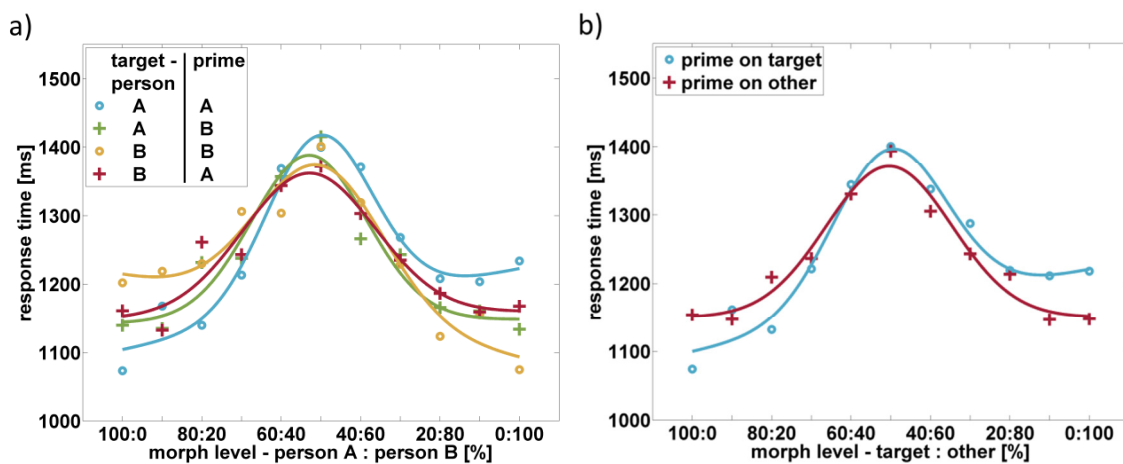 a)
target - prime
person
A A
A B
B B
B A
response time [ms]
1500
1400
1300
1200
1100
1000
100:0 80:20 60:40 40:60 20:80 0:100
morph level - person A : person B [%]
b)
prime on target
prime on other
response time [ms]
1500
1400
1300
1200
1100
1000
100:0 80:20 60:40 40:60 20:80 0:100
morph level - target : other [%]